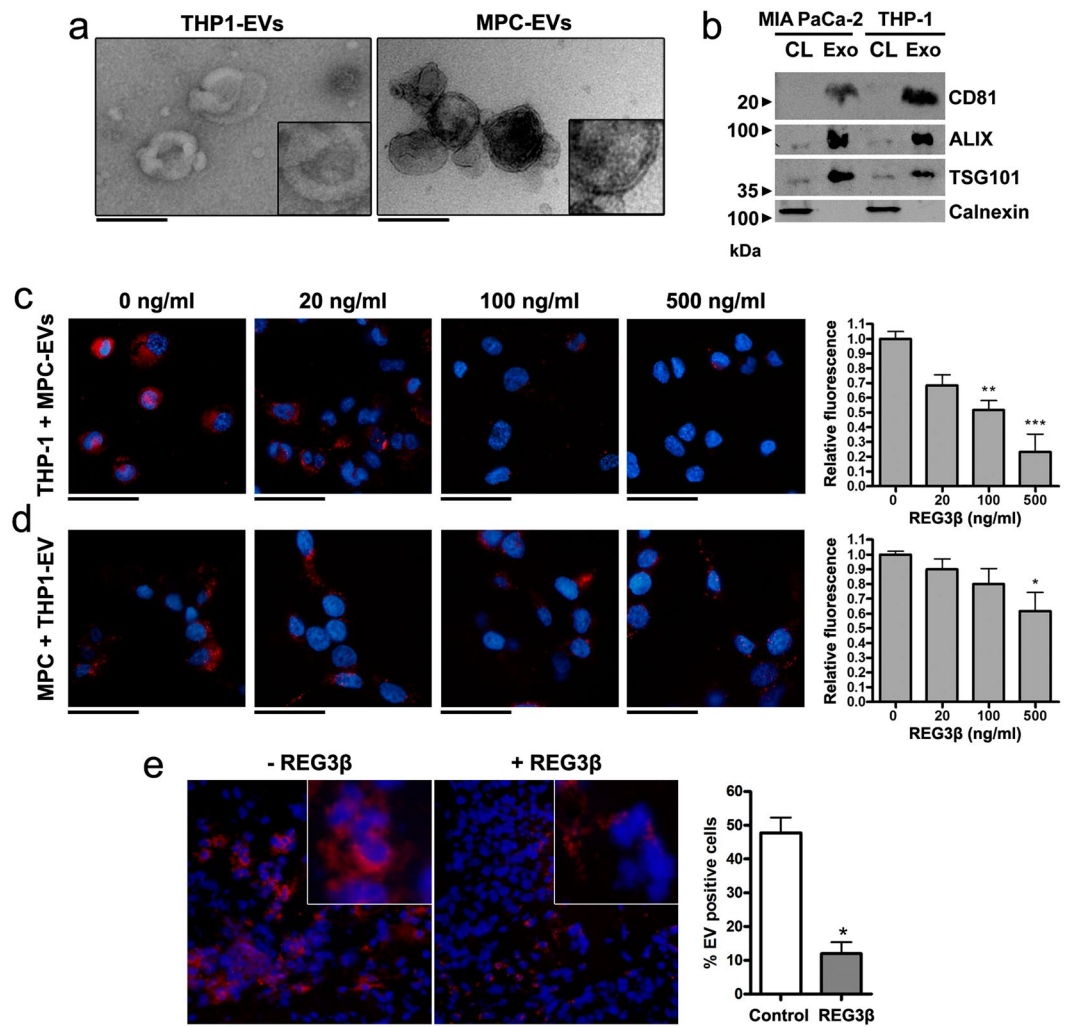 a
THP1-EVs
MPC-EVs
b
MIA PaCa-2 THP-1
CL Exo CL Exo
20
CD81
100
ALIX
35
TSG101
100
Calnexin
kDa
c
0 ng/ml
20 ng/ml
100 ng/ml
500 ng/ml
THP-1 + MPC-EVs
Relative fluorescence
1.1
1.0
0.9
0.8
0.7
0.6
0.5
0.4
0.3
0.2
0.1
0.0
**
***
0 20 100 500
REG3β (ng/ml)
d
MPC + THP1-EV
Relative fluorescence
1.1
1.0
0.9
0.8
0.7
0.6
0.5
0.4
0.3
0.2
0.1
0.0
*
0 20 100 500
REG3β (ng/ml)
e
- REG3β
+ REG3β
% EV positive cells
60
50
40
30
20
10
0
*
Control REG3β